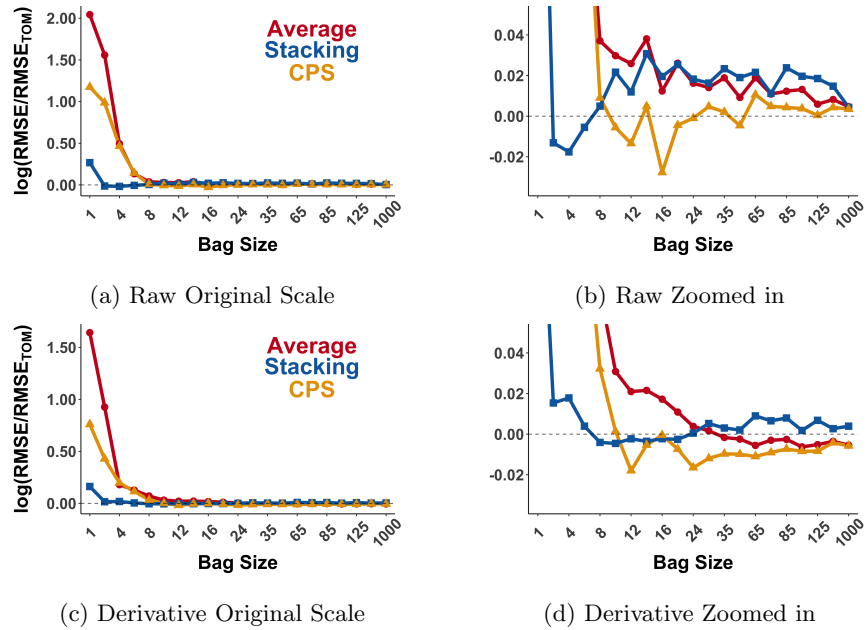 log(RMSE/RMSE_TOM)
2.00
1.50
1.00
0.50
0.00
Average
Stacking
CPS
1 4 8 12 16 24 35 65 85 125 1000
Bag Size
(a) Raw Original Scale
0.04
0.02
0.00
-0.02
1 4 8 12 16 24 35 65 85 125 1000
Bag Size
(b) Raw Zoomed in
log(RMSE/RMSE_TOM)
1.50
1.00
0.50
0.00
Average
Stacking
CPS
1 4 8 12 16 24 35 65 85 125 1000
Bag Size
(c) Derivative Original Scale
0.04
0.02
0.00
-0.02
1 4 8 12 16 24 35 65 85 125 1000
Bag Size
(d) Derivative Zoomed in